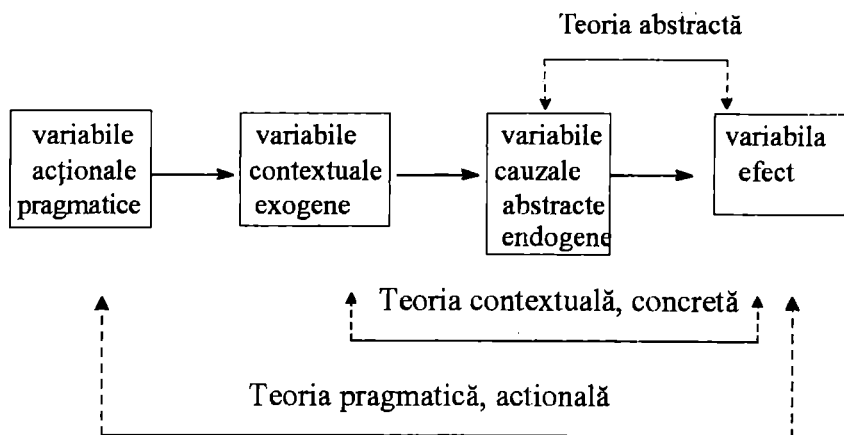 Teoria abstractă
variabile
acționale
pragmatice
variabile
contextuale
exogene
variabile
cauzale
abstracte
endogene
variabila
efect
Teoria contextuală, concretă
Teoria pragmatică, actională